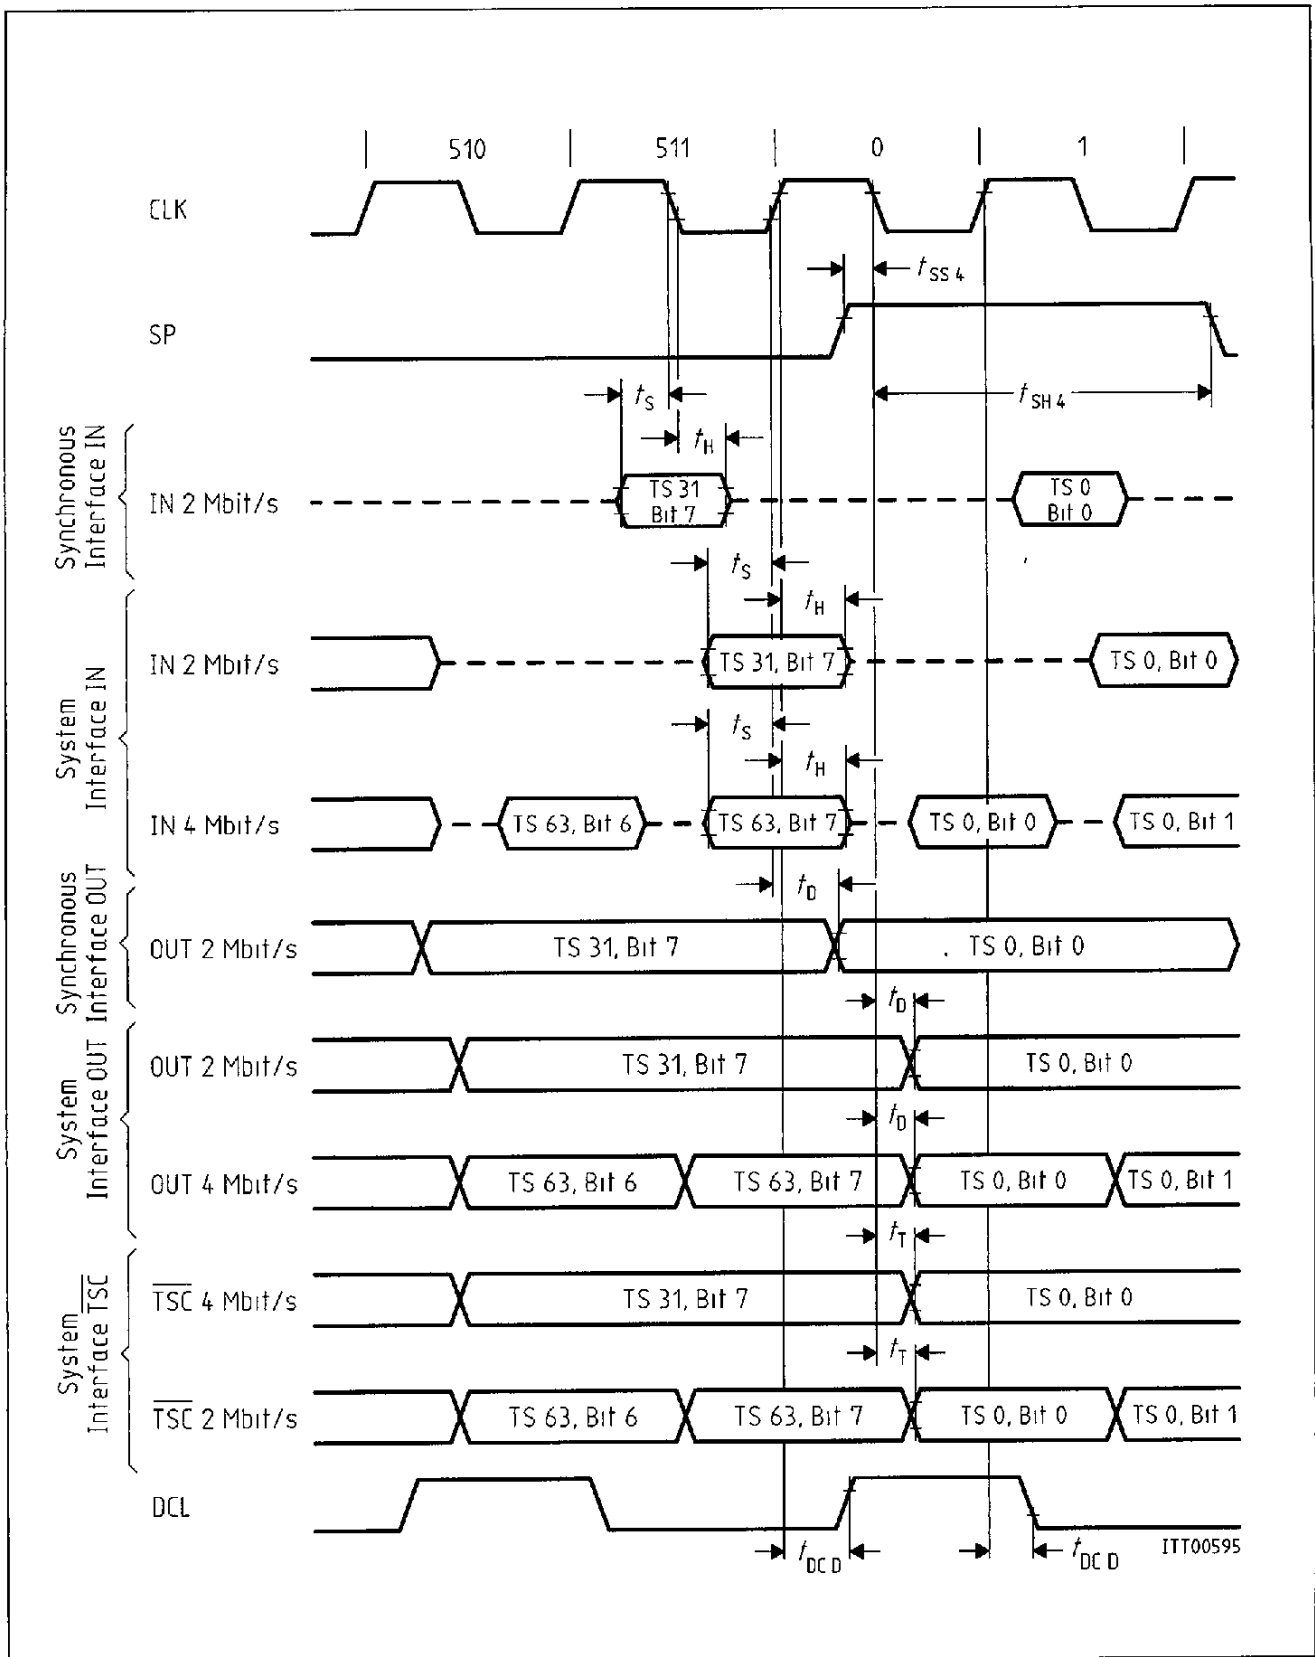 510 511 0 1
CLK
tSS 4
SP
tS
tSH 4
tH
Synchronous
Interface IN
IN 2 Mbit/s
TS 31
Bit 7
TS 0
Bit 0
tS
tH
System
Interface IN
IN 2 Mbit/s
TS 31, Bit 7
TS 0, Bit 0
tS
tH
IN 4 Mbit/s
TS 63, Bit 6
TS 63, Bit 7
TS 0, Bit 0
TS 0, Bit 1
tD
Synchronous
Interface OUT
OUT 2 Mbit/s
TS 31, Bit 7
TS 0, Bit 0
tD
System
Interface OUT
OUT 2 Mbit/s
TS 31, Bit 7
TS 0, Bit 0
tD
OUT 4 Mbit/s
TS 63, Bit 6
TS 63, Bit 7
TS 0, Bit 0
TS 0, Bit 1
tT
System
Interface TSC
TSC 4 Mbit/s
TS 31, Bit 7
TS 0, Bit 0
tT
TSC 2 Mbit/s
TS 63, Bit 6
TS 63, Bit 7
TS 0, Bit 0
TS 0, Bit 1
DCL
tDC D
tDC D
ITT00595